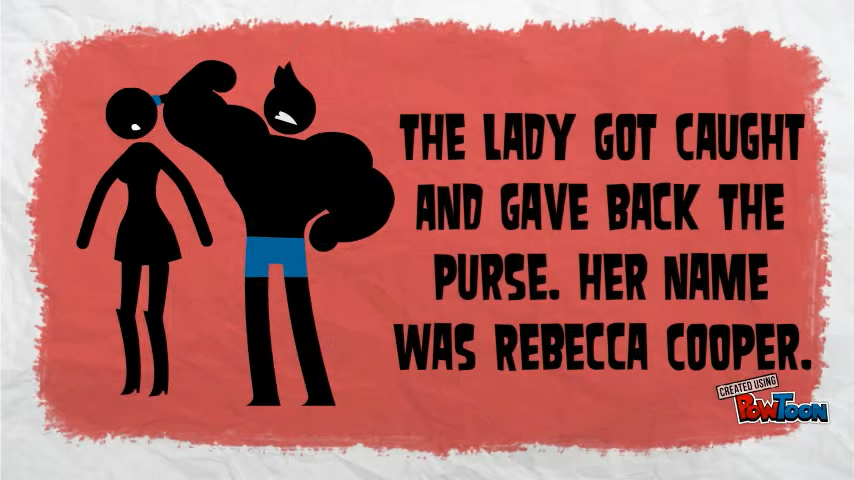 THE LADY GOT CAUGHT
AND GAVE BACK THE
PURSE. HER NAME
WAS REBECCA COOPER.
CREATED USING
POWTOON